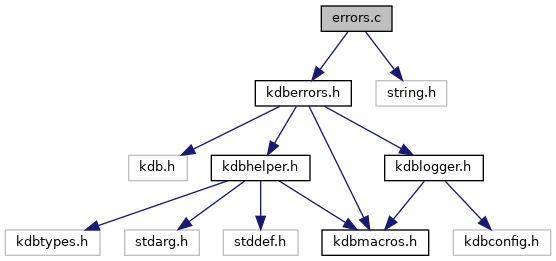 errors.c
kdberrors.h
string.h
kdb.h
kdbhelper.h
kdblogger.h
kdbtypes.h
stdarg.h
stddef.h
kdbmacros.h
kdbconfig.h